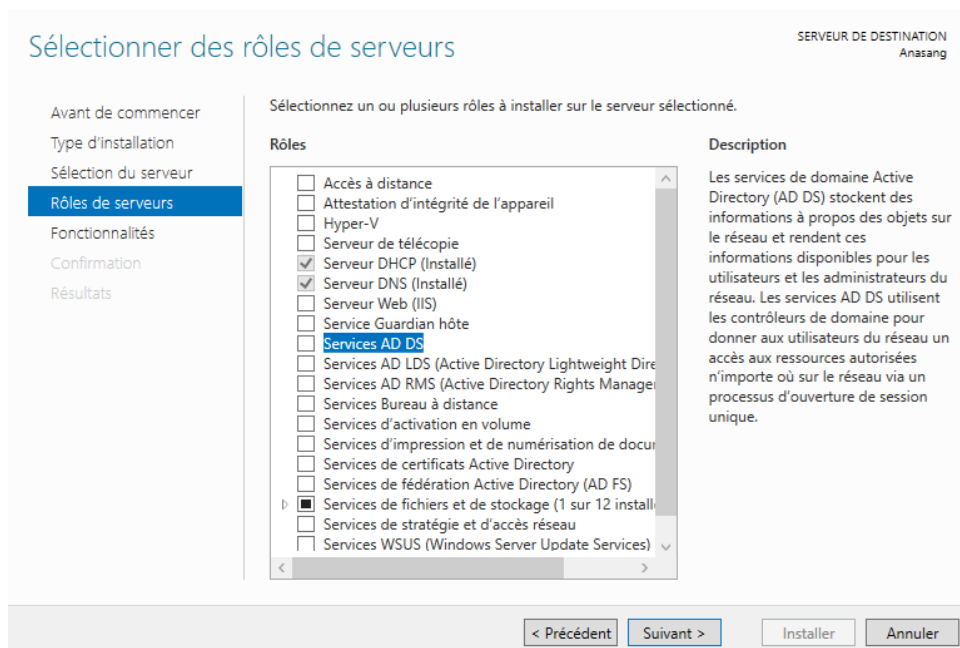 Sélectionner des rôles de serveurs
SERVEUR DE DESTINATION
Anasang
Avant de commencer
Type d'installation
Sélection du serveur
Rôles de serveurs
Fonctionnalités
Confirmation
Résultats
Sélectionnez un ou plusieurs rôles à installer sur le serveur sélectionné.
Rôles
Accès à distance
Attestation d'intégrité de l'appareil
Hyper-V
Serveur de télécopie
Serveur DHCP (Installé)
Serveur DNS (Installé)
Serveur Web (IIS)
Service Guardian hôte
Services AD DS
Services AD LDS (Active Directory Lightweight Dire
Services AD RMS (Active Directory Rights Manager
Services Bureau à distance
Services d'activation en volume
Services d'impression et de numérisation de docur
Services de certificats Active Directory
Services de fédération Active Directory (AD FS)
Services de fichiers et de stockage (1 sur 12 install
Services de stratégie et d'accès réseau
Services WSUS (Windows Server Update Services)
Description
Les services de domaine Active
Directory (AD DS) stockent des
informations à propos des objets sur
le réseau et rendent ces
informations disponibles pour les
utilisateurs et les administrateurs du
réseau. Les services AD DS utilisent
les contrôleurs de domaine pour
donner aux utilisateurs du réseau un
accès aux ressources autorisées
n'importe où sur le réseau via un
processus d'ouverture de session
unique.
< Précédent
Suivant >
Installer
Annuler